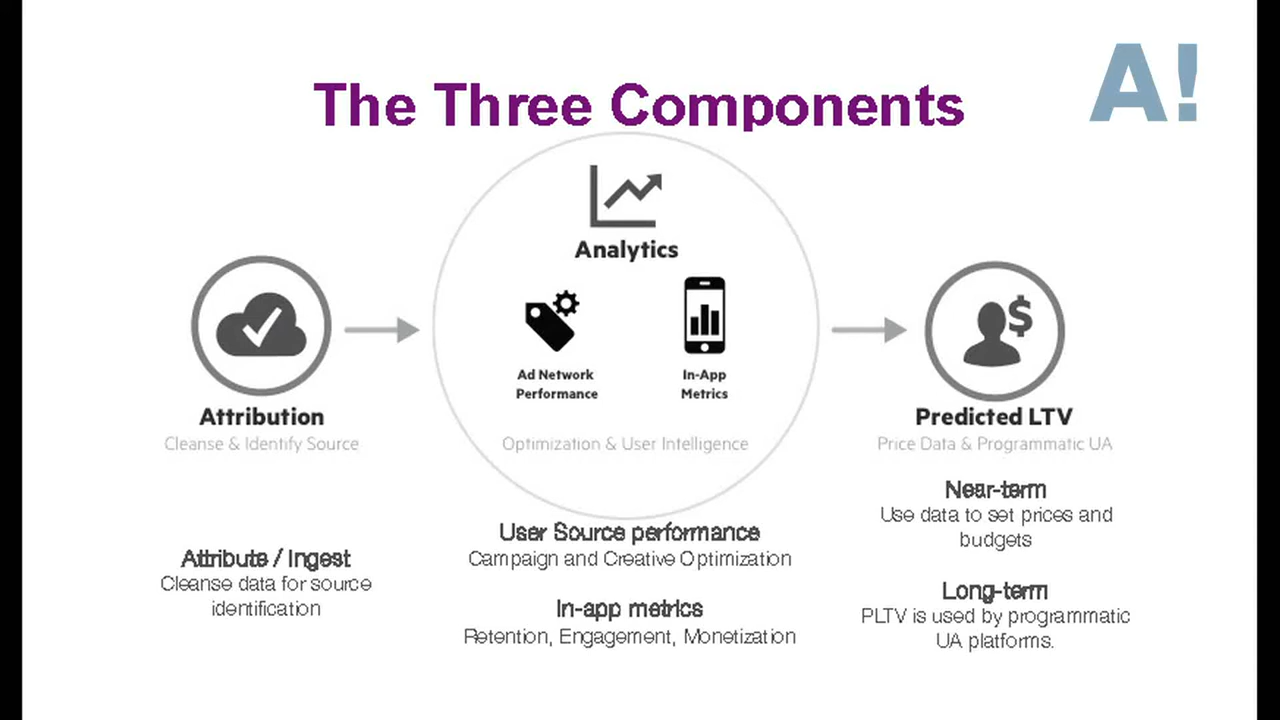 The Three Components
A!
Analytics
Ad Network
Performance
In-App
Metrics
Optimization & User Intelligence
Attribution
Cleanse & Identify Source
Predicted LTV
Price Data & Programmatic UA
Attribute / Ingest
Cleanse data for source
identification
User Source performance
Campaign and Creative Optimization
In-app metrics
Retention, Engagement, Monetization
Near-term
Use data to set prices and
budgets
Long-term
PLTV is used by programmatic
UA platforms.